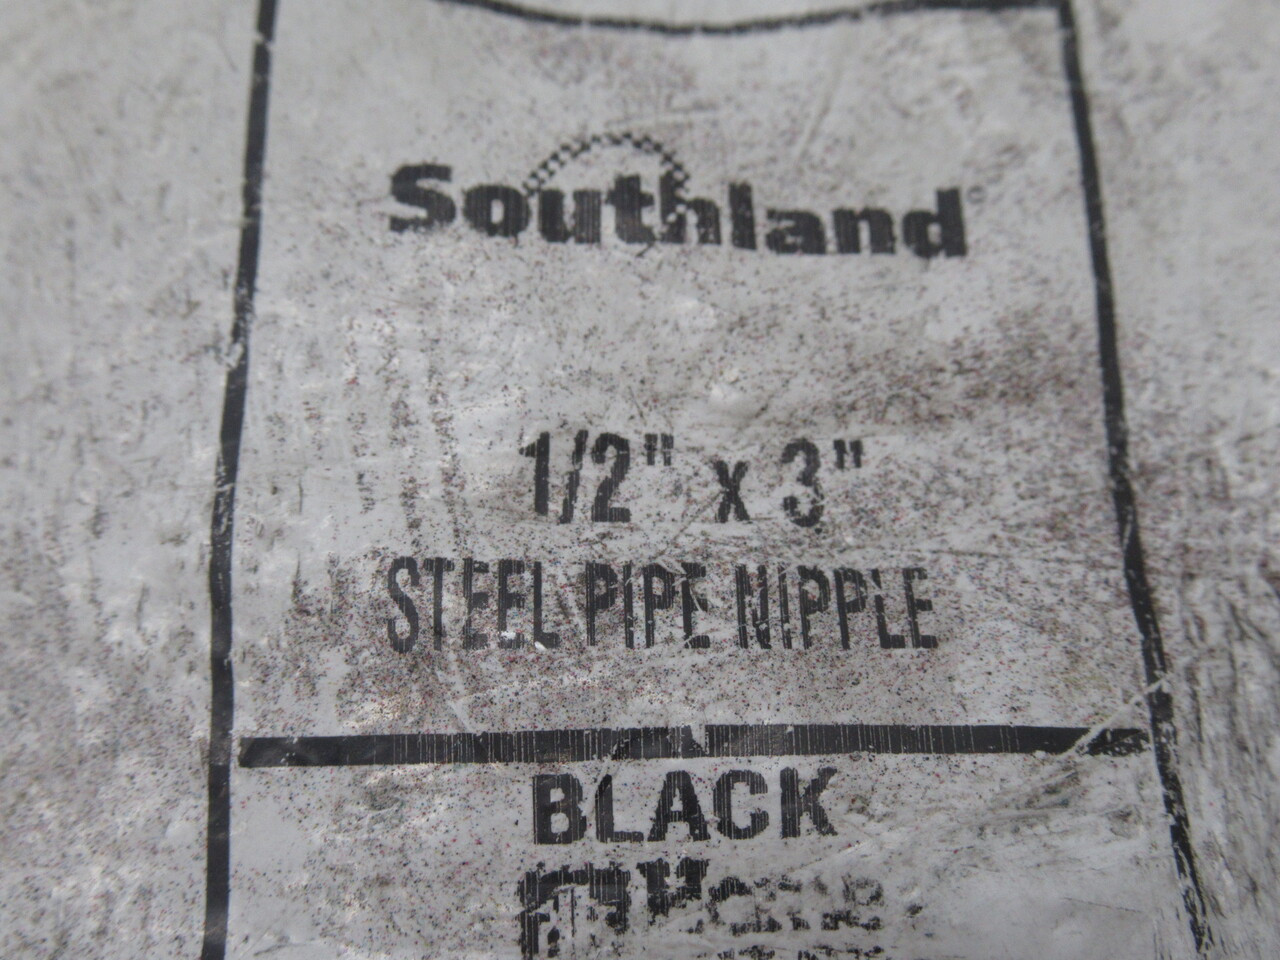 Southland
1/2" x 3"
STEEL PIPE NIPPLE
BLACK